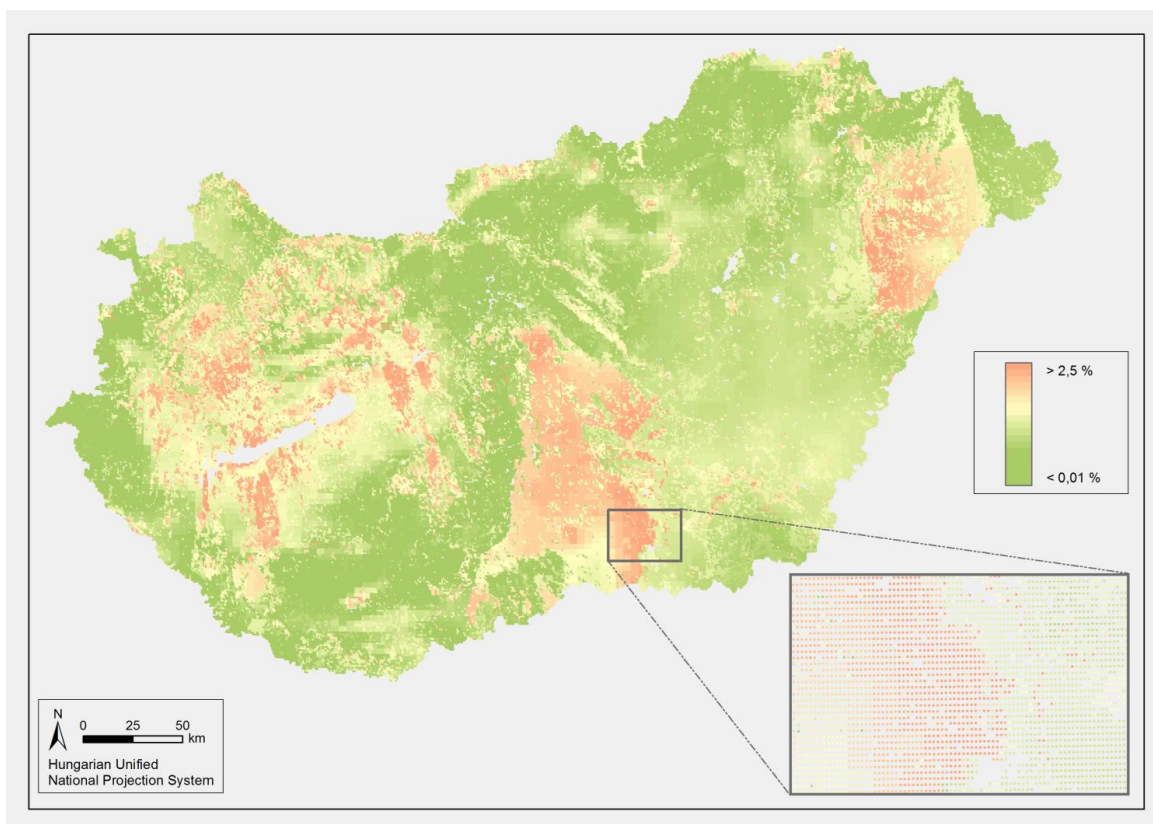 > 2,5 %
< 0,01 %
N
0 25 50
km
Hungarian Unified
National Projection System